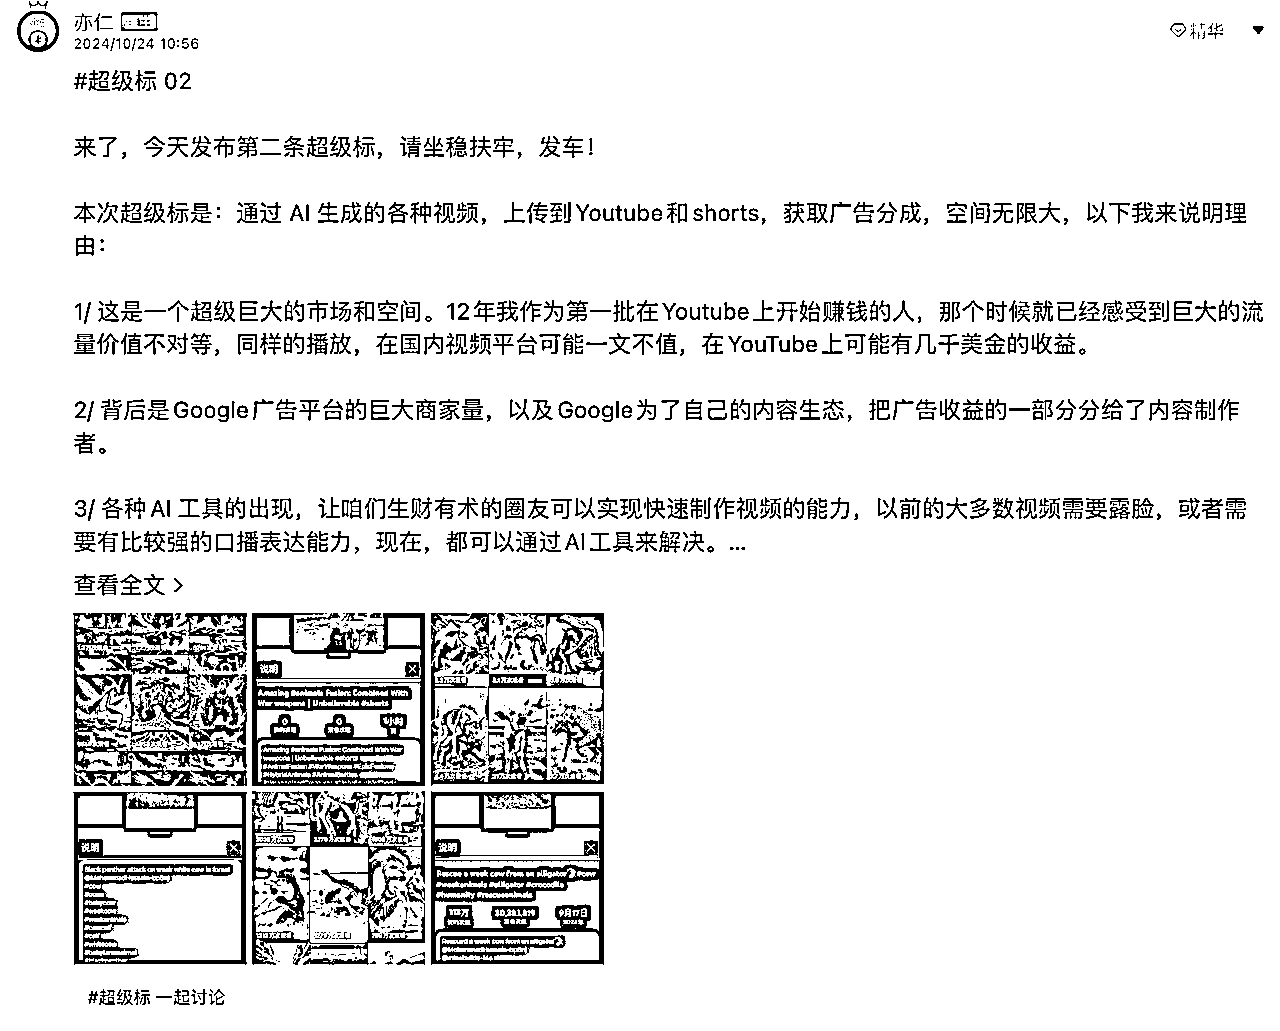 亦仁
2024/10/24 10:56
精华
#超级标 02
来了，今天发布第二条超级标，请坐稳扶牢，发车！
本次超级标是：通过 AI 生成的各种视频，上传到Youtube和shorts，获取广告分成，空间无限大，以下我来说明理
由：
1/ 这是一个超级巨大的市场和空间。12年我作为第一批在Youtube上开始赚钱的人，那个时候就已经感受到巨大的流
量价值不对等，同样的播放，在国内视频平台可能一文不值，在YouTube上可能有几千美金的收益。
2/ 背后是Google广告平台的巨大商家量，以及Google为了自己的内容生态，把广告收益的一部分分给了内容制作
者。
3/ 各种AI 工具的出现，让咱们生财有术的圈友可以实现快速制作视频的能力，以前的大多数视频需要露脸，或者需
要有比较强的口播表达能力，现在，都可以通过AI工具来解决。...
查看全文 >
说明
Amazing #animals Fusion Combined With
War weapons | Unbelievable #shorts
说明
说明
Rescue a weak cow from an alligator #cow
9月17日
#超级标 一起讨论